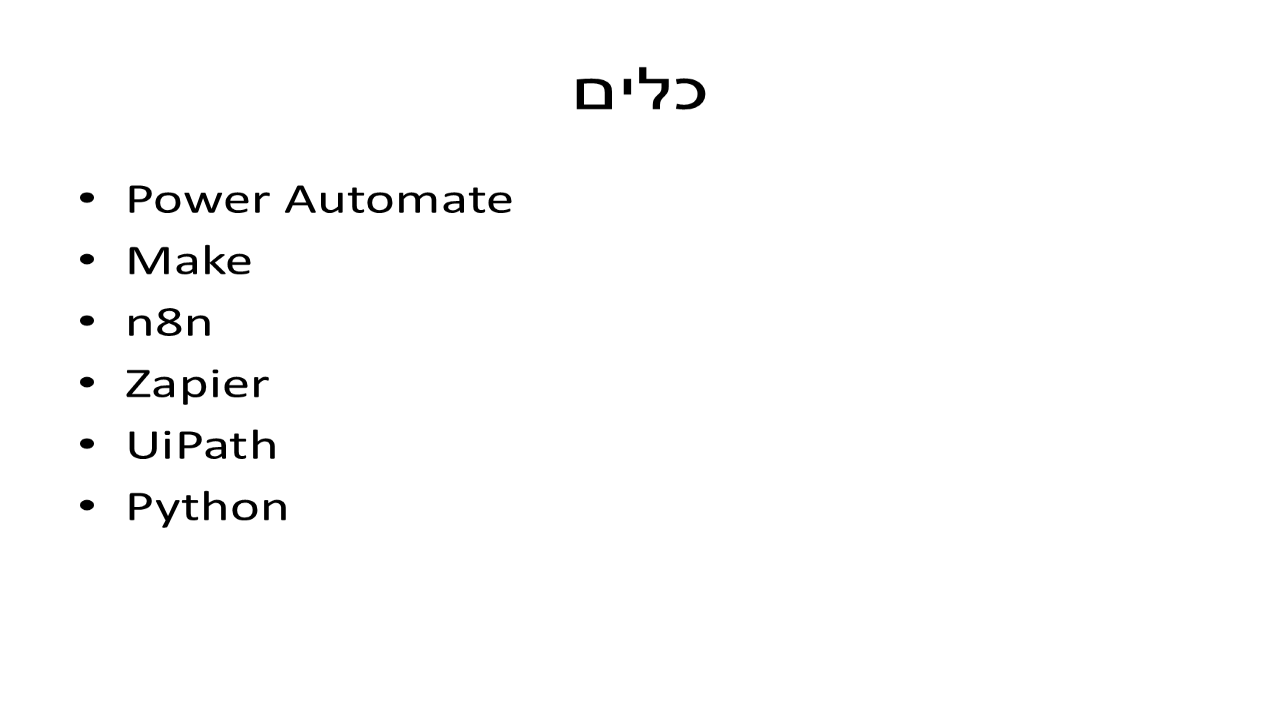 כלים
• Power Automate
• Make
• n8n
• Zapier
• UiPath
• Python